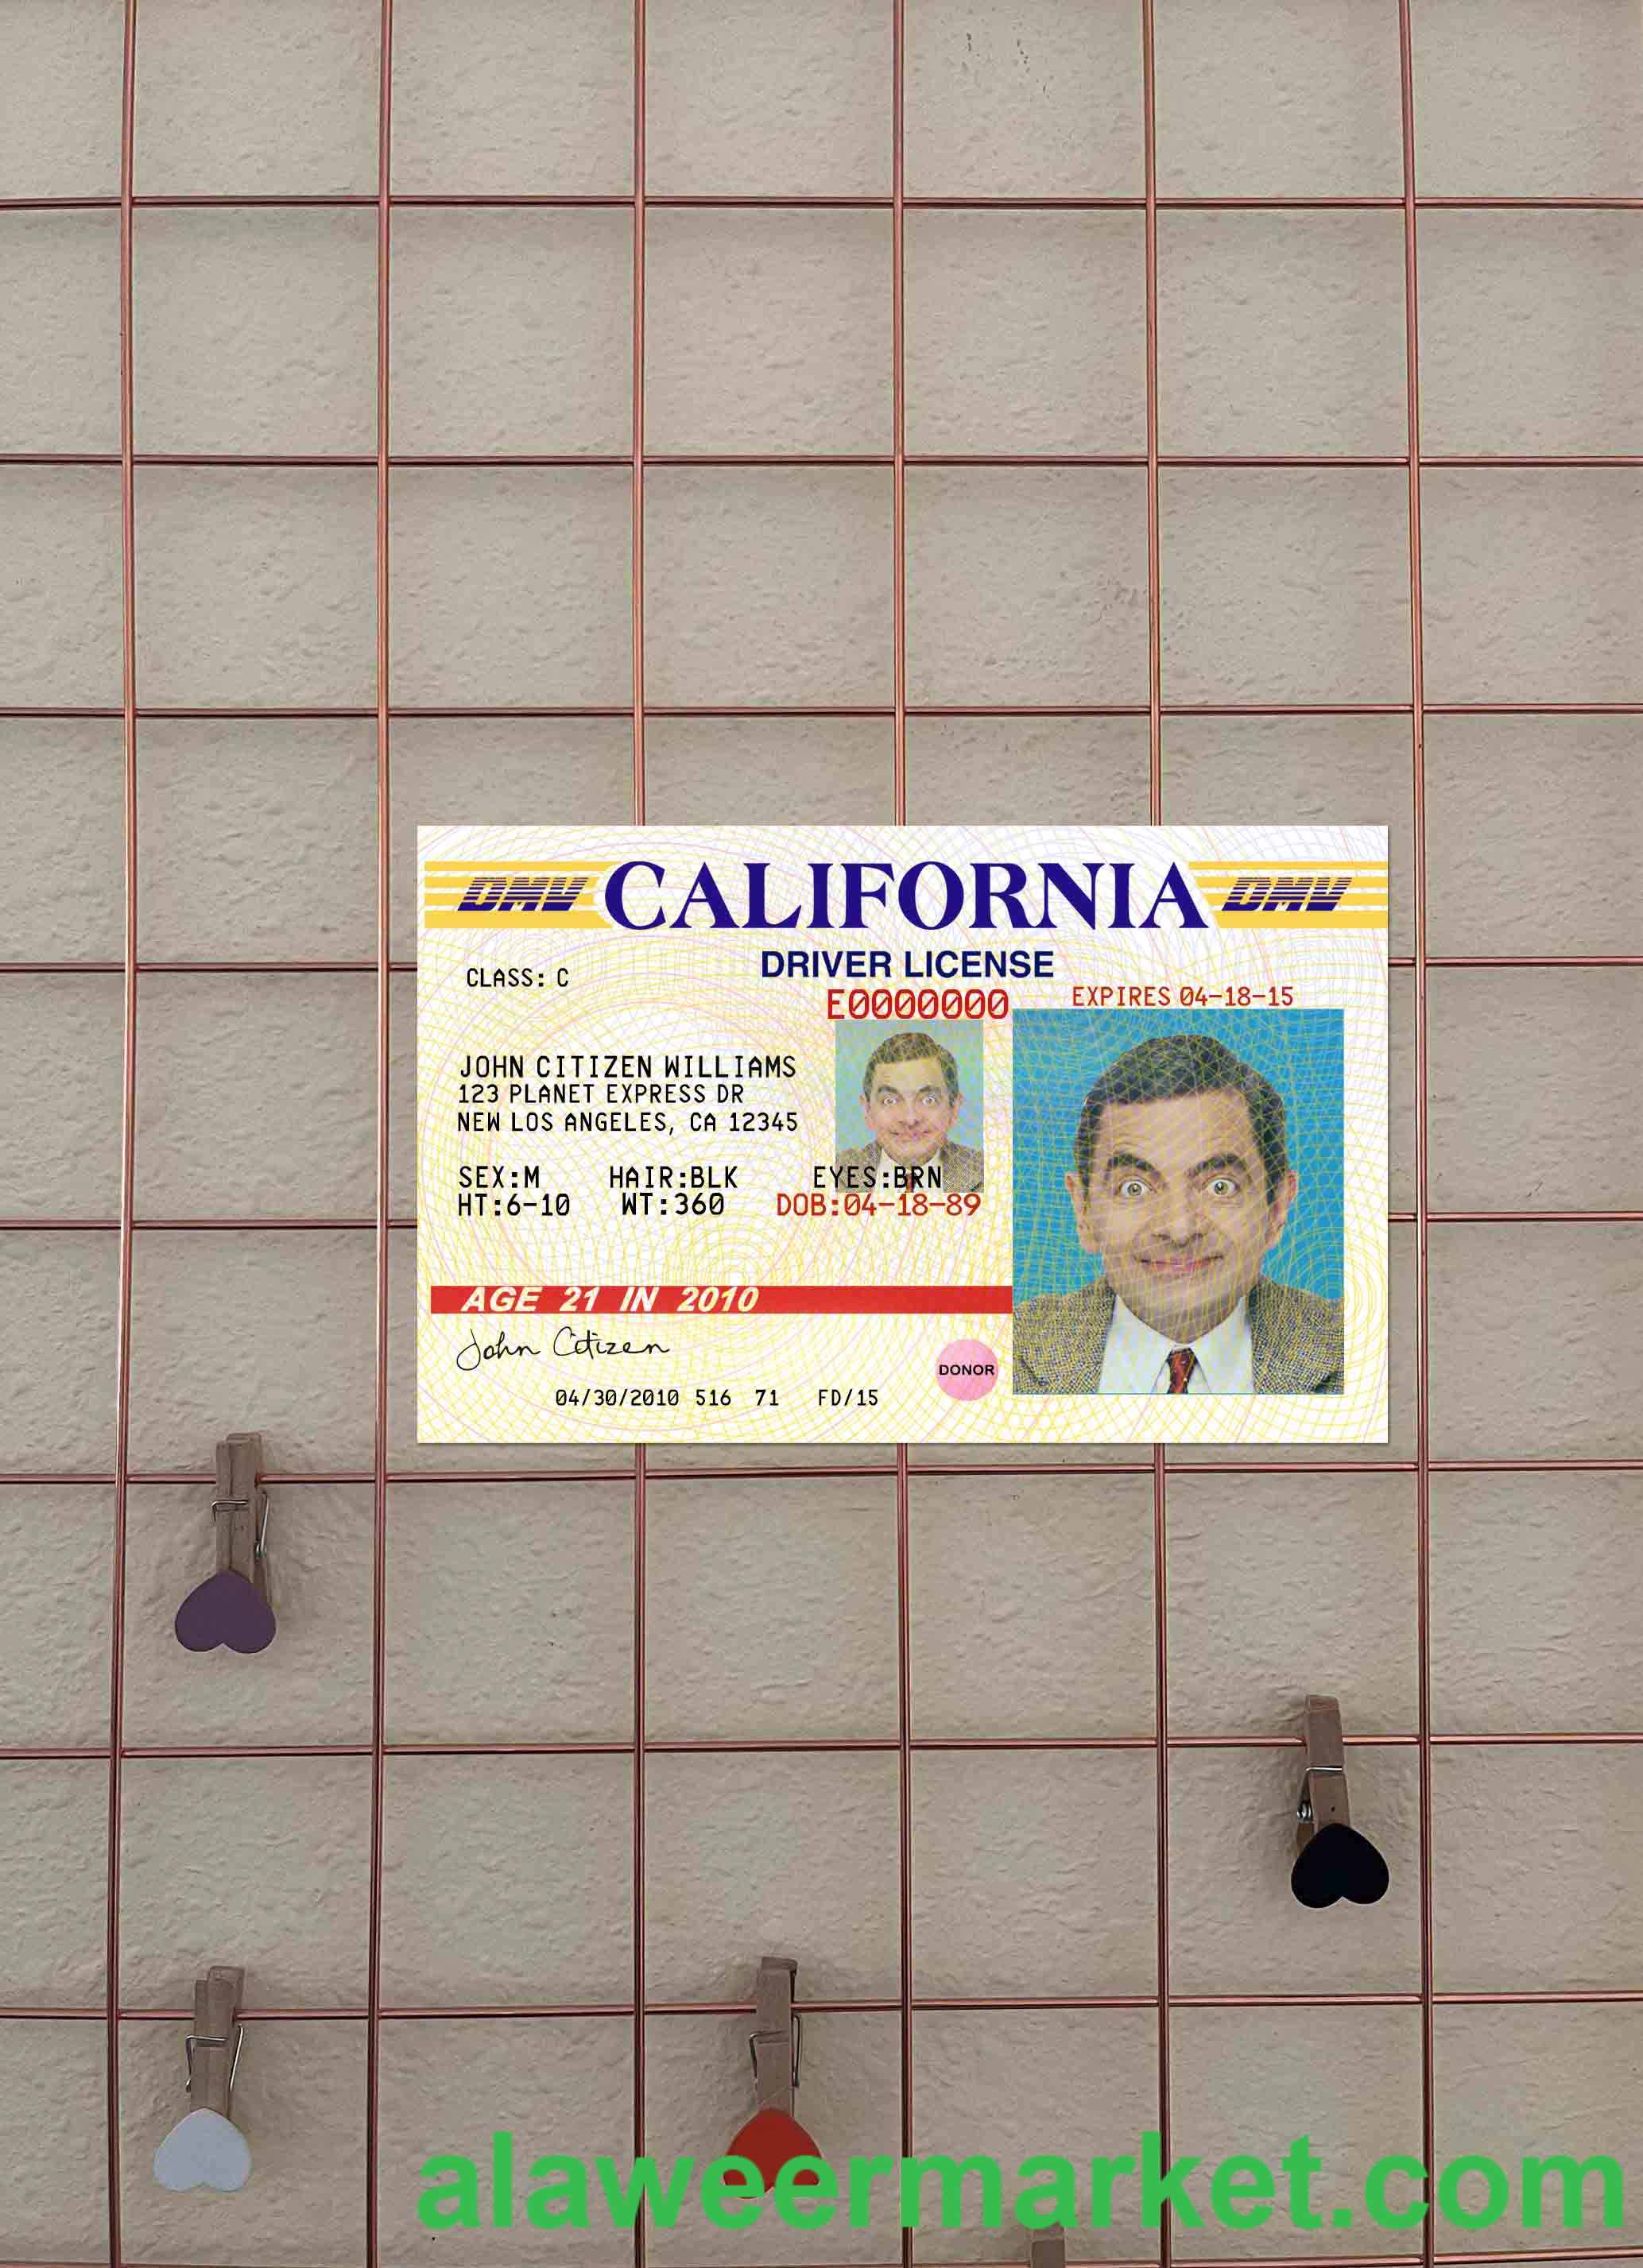 DMV CALIFORNIA DMV
DRIVER LICENSE
CLASS: C
E0000000
EXPIRES 04-18-15
JOHN CITIZEN WILLIAMS
123 PLANET EXPRESS DR
NEW LOS ANGELES, CA 12345
SEX:M HAIR:BLK EYES:BRN
HT:6-10 WT:360 DOB:04-18-89
AGE 21 IN 2010
John Citizen
DONOR
04/30/2010 516 71 FD/15
alaweermarket.com